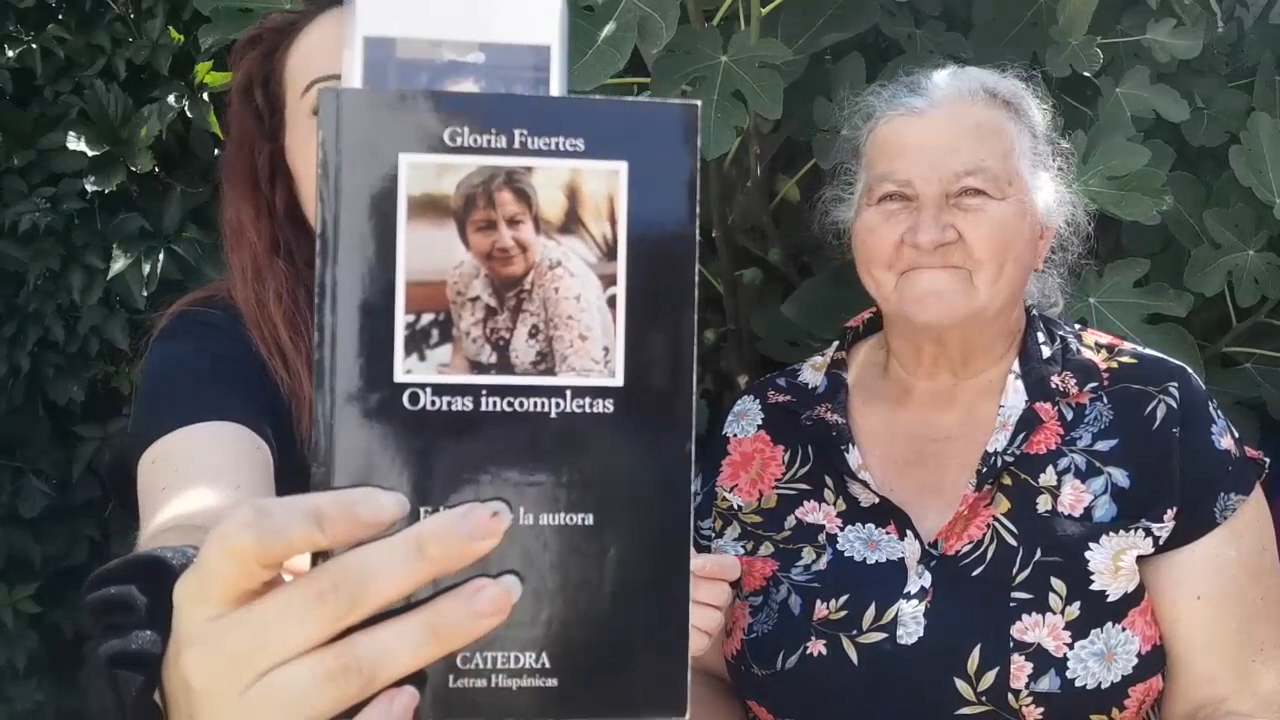 Gloria Fuertes
Obras incompletas
la autora
CATEDRA
Letras Hispánicas